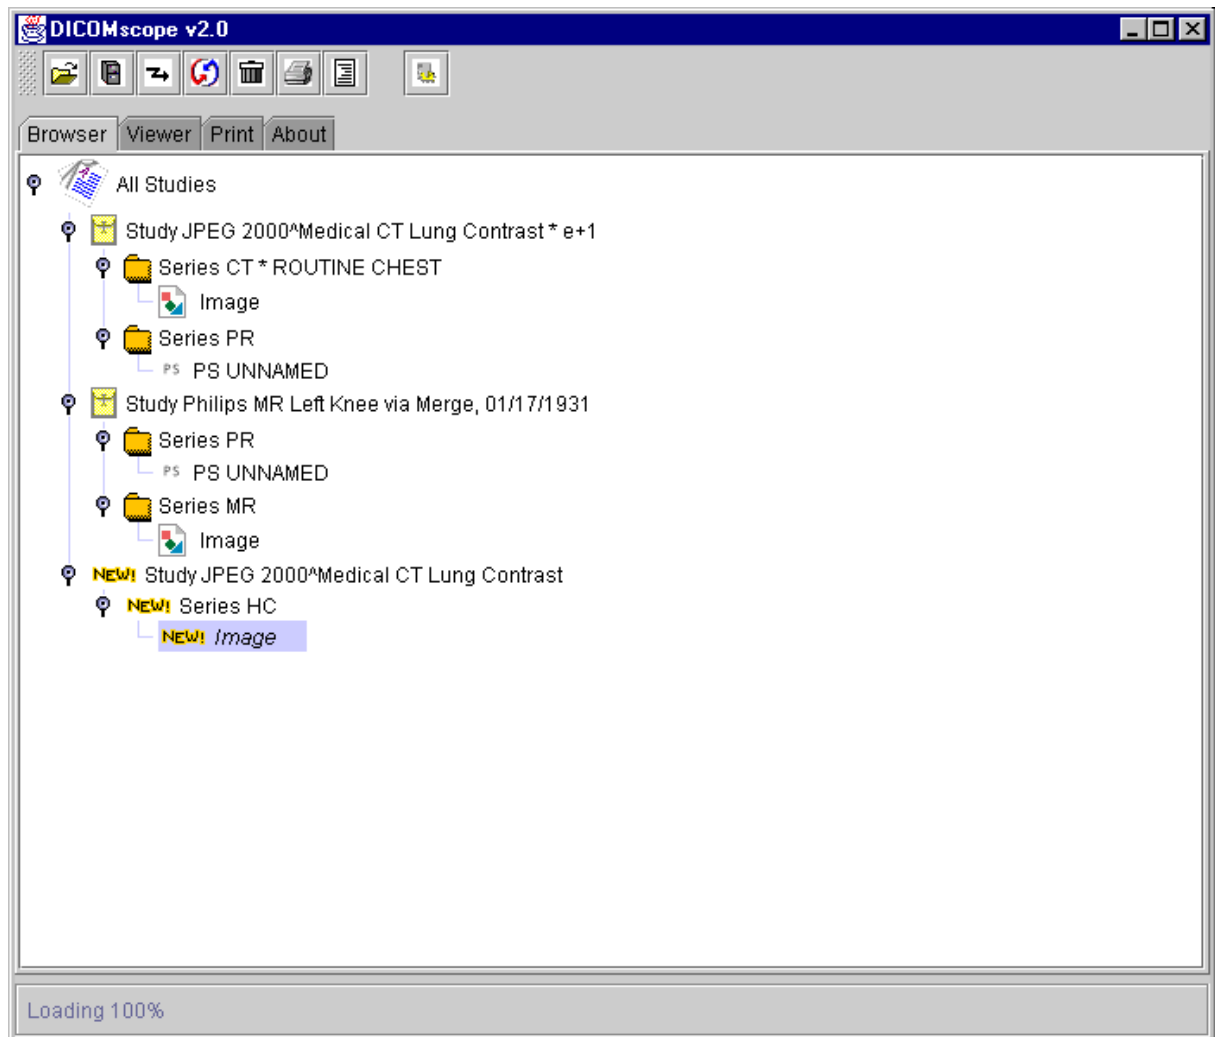 DICOMscope v2.0
Browser Viewer Print About
All Studies
Study JPEG 2000^Medical CT Lung Contrast * e+1
Series CT * ROUTINE CHEST
Image
Series PR
PS PS UNNAMED
Study Philips MR Left Knee via Merge, 01/17/1931
Series PR
PS PS UNNAMED
Series MR
Image
NEW! Study JPEG 2000^Medical CT Lung Contrast
NEW! Series HC
NEW! Image
Loading 100%